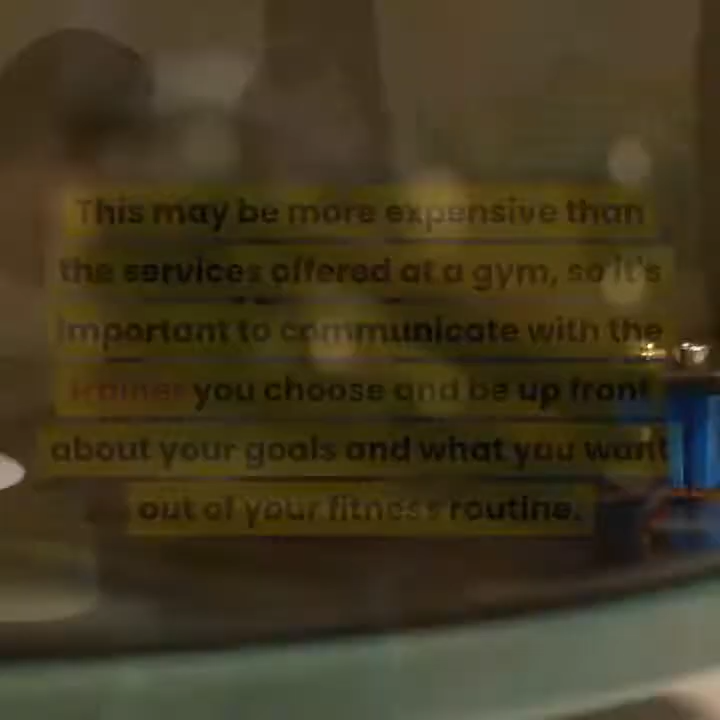 This may be more expensive than
the services offered at a gym, so it's
important to communicate with the
trainer you choose and be up front
about your goals and what you want
out of your fitness routine.